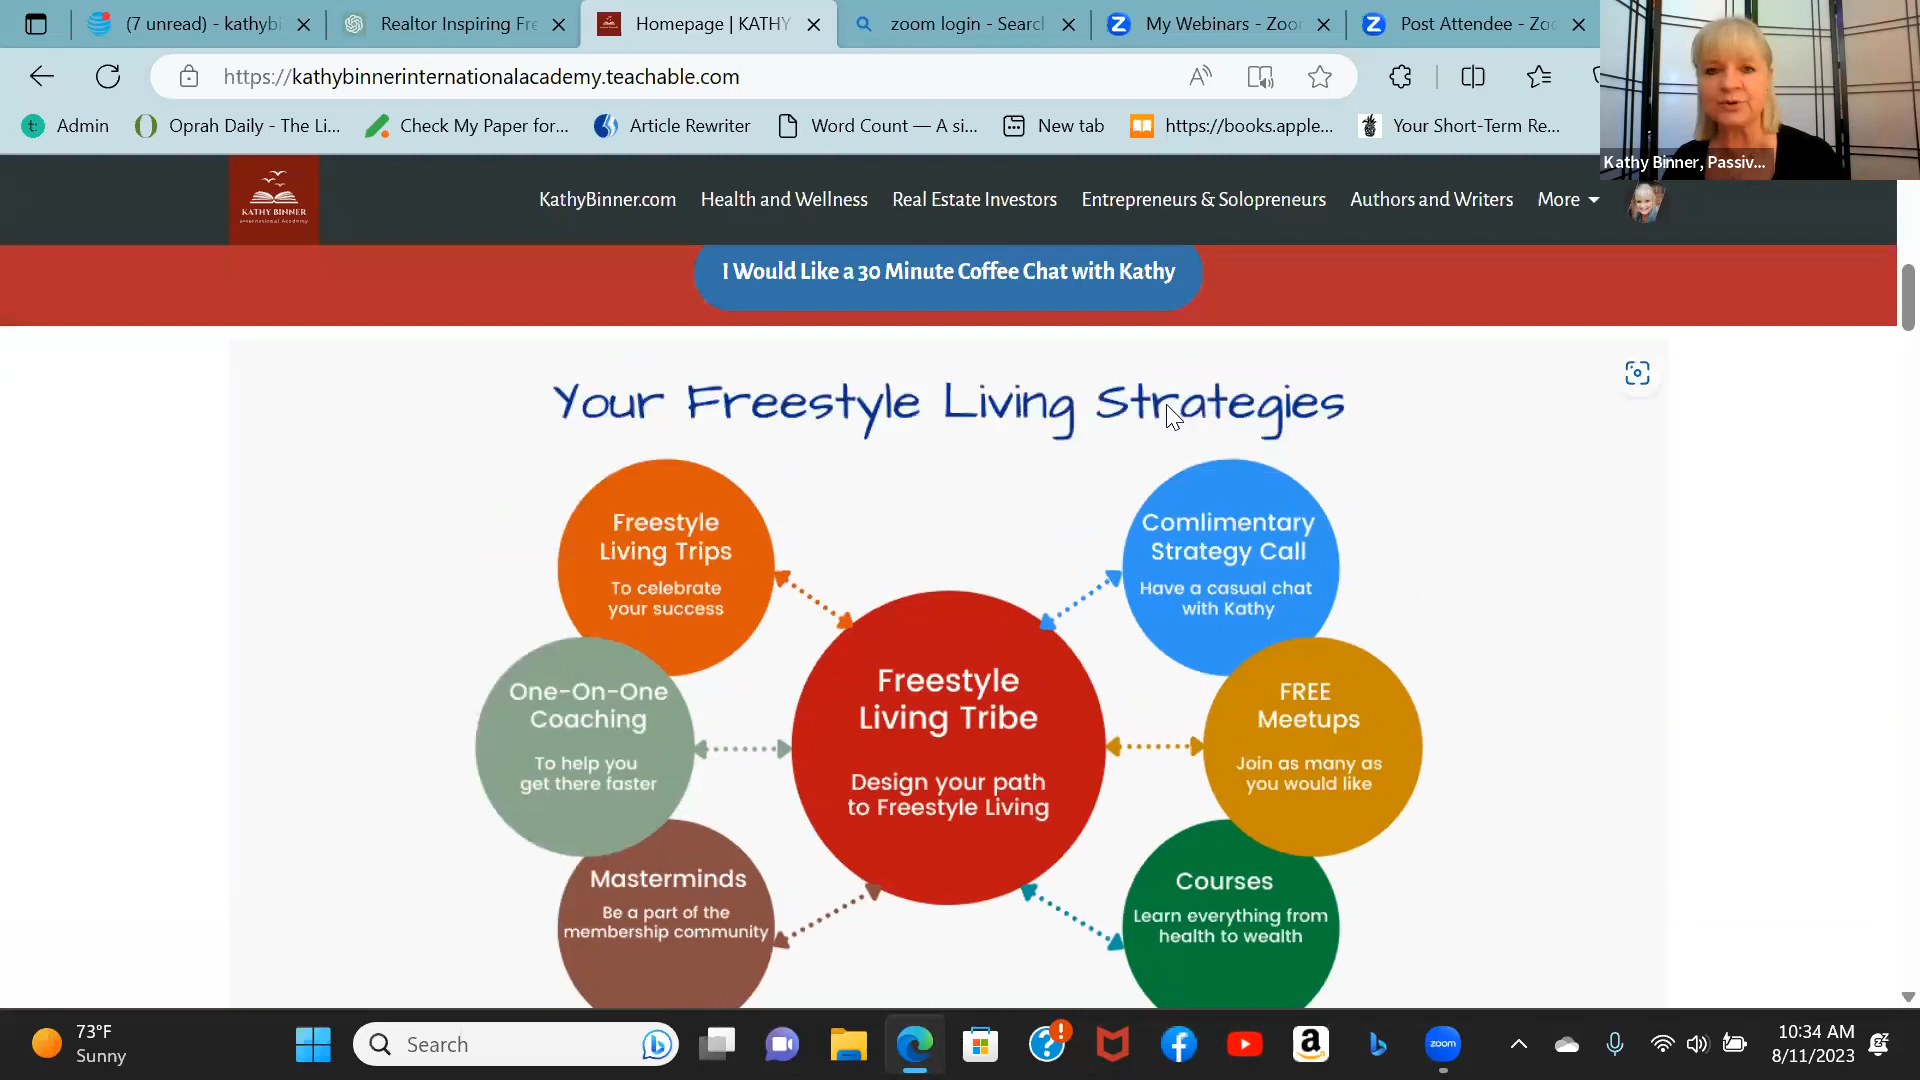 (7 unread) - kathybi
Realtor Inspiring Fre
Homepage | KATHY
zoom login - Search
My Webinars - Zoom
Post Attendee - Zo
https://kathybinnerinternationalacademy.teachable.com
Admin
Oprah Daily - The Li...
Check My Paper for...
Article Rewriter
Word Count — A si...
New tab
https://books.apple...
Your Short-Term Re...
Kathy Binner, Passiv...
KATHY BINNER
International Academy
KathyBinner.com
Health and Wellness
Real Estate Investors
Entrepreneurs & Solopreneurs
Authors and Writers
More
I Would Like a 30 Minute Coffee Chat with Kathy
Your Freestyle Living Strategies
Freestyle
Living Trips
To celebrate
your success
Comlimentary
Strategy Call
Have a casual chat
with Kathy
One-On-One
Coaching
To help you
get there faster
Freestyle
Living Tribe
Design your path
to Freestyle Living
FREE
Meetups
Join as many as
you would like
Masterminds
Be a part of the
membership community
Courses
Learn everything from
health to wealth
73°F
Sunny
Search
zoom
10:34 AM
8/11/2023